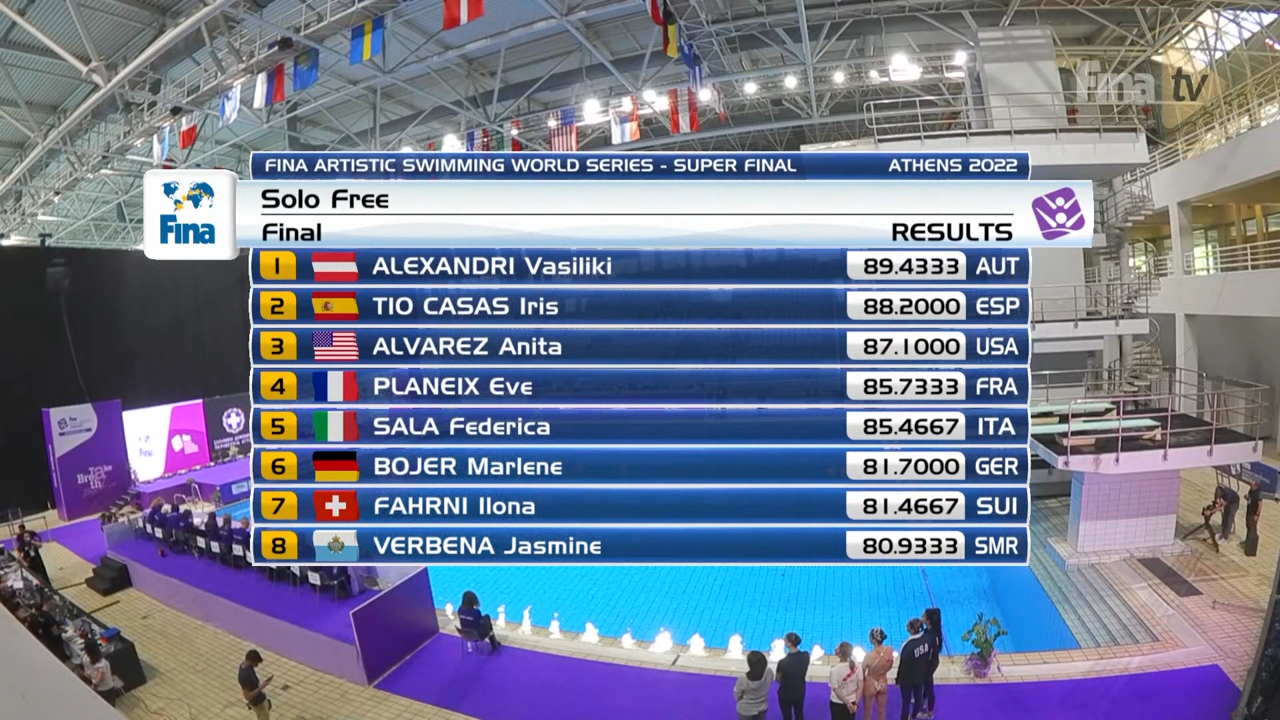 fina tv
FINA ARTISTIC SWIMMING WORLD SERIES - SUPER FINAL ATHENS 2022
Fina
Solo Free
Final RESULTS
1 ALEXANDRI Vasiliki 89.4333 AUT
2 TIO CASAS Iris 88.2000 ESP
3 ALVAREZ Anita 87.1000 USA
4 PLANEIX Eve 85.7333 FRA
5 SALA Federica 85.4667 ITA
6 BOJER Marlene 81.7000 GER
7 FAHRNI Ilona 81.4667 SUI
8 VERBENA Jasmine 80.9333 SMR
USA